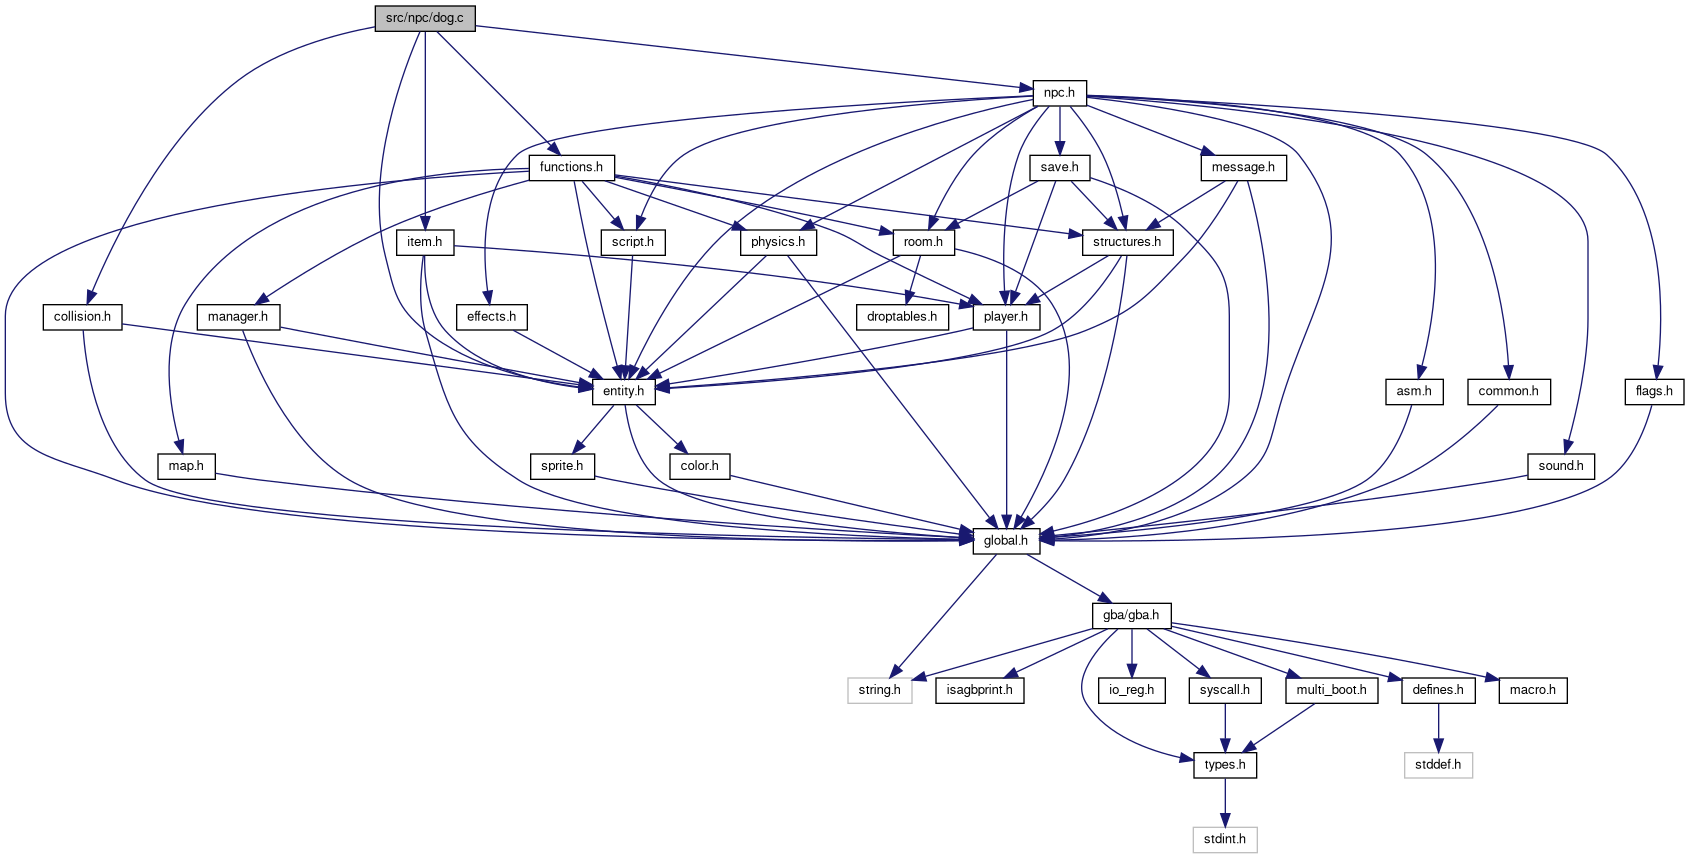 src/npc/dog.c
npc.h
functions.h
save.h
message.h
item.h
script.h
physics.h
room.h
structures.h
collision.h
manager.h
effects.h
droptables.h
player.h
entity.h
asm.h
common.h
flags.h
map.h
sprite.h
color.h
sound.h
global.h
gba/gba.h
string.h
isagbprint.h
io_reg.h
syscall.h
multi_boot.h
defines.h
macro.h
types.h
stddef.h
stdint.h